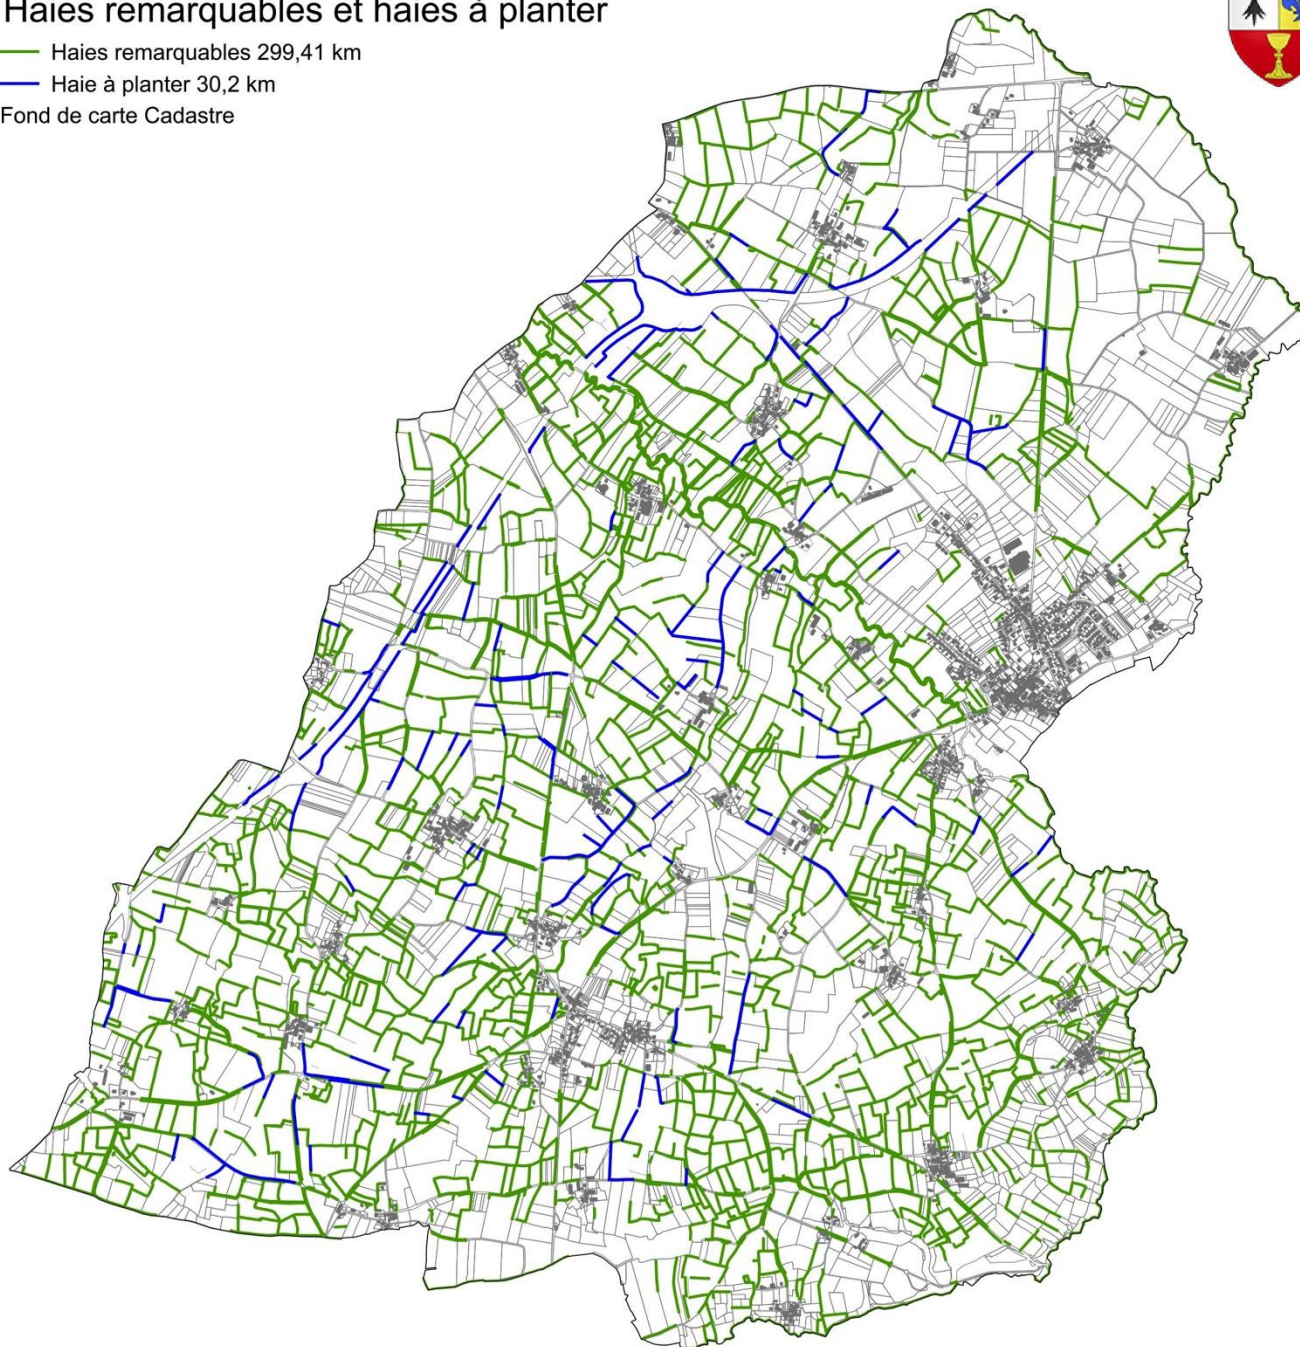 Haies remarquables et haies à planter
Haies remarquables 299,41 km
Haie à planter 30,2 km
Fond de carte Cadastre